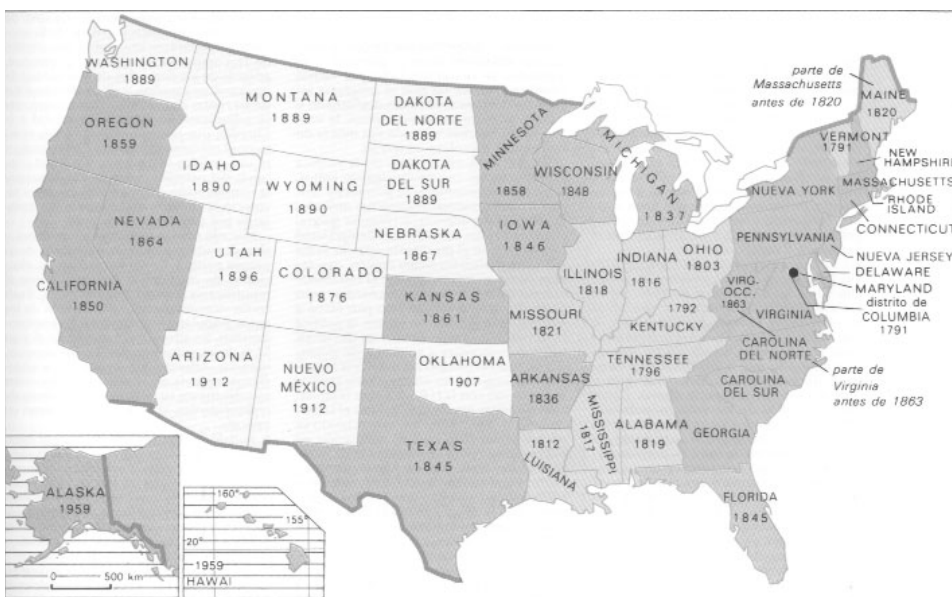 WASHINGTON
1889
MONTANA
1889
DAKOTA
DEL NORTE
1889
MINNESOTA
1858
OREGON
1859
IDAHO
1890
WYOMING
1890
DAKOTA
DEL SUR
1889
WISCONSIN
1848
MICHIGAN
1837
parte de
Massachusetts
antes de 1820
MAINE
1820
VERMONT
1791
NEW
HAMPSHIRE
NUEVA YORK
MASSACHUSETTS
RHODE
ISLAND
CONNECTICUT
NEVADA
1864
UTAH
1896
COLORADO
1876
NEBRASKA
1867
IOWA
1846
ILLINOIS
1818
INDIANA
1816
OHIO
1803
PENNSYLVANIA
NUEVA JERSEY
DELAWARE
MARYLAND
distrito de
COLUMBIA
1791
CALIFORNIA
1850
KANSAS
1861
MISSOURI
1821
1792
KENTUCKY
VIRG.
OCC.
1863
VIRGINIA
CAROLINA
DEL NORTE
parte de
Virginia
antes de 1863
ARIZONA
1912
NUEVO
MÉXICO
1912
OKLAHOMA
1907
ARKANSAS
1836
TENNESSEE
1796
CAROLINA
DEL SUR
TEXAS
1845
1812
LUISIANA
MISSISSIPPI
1817
ALABAMA
1819
GEORGIA
FLORIDA
1845
ALASKA
1959
0 500 km
160°
155°
20°
1959
HAWAI